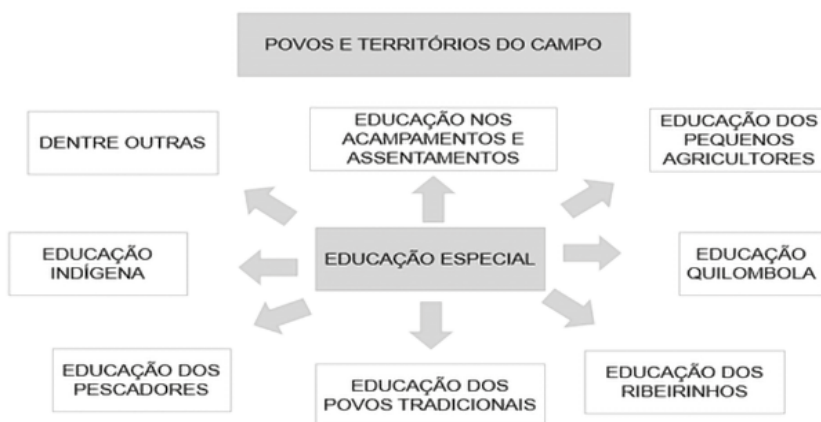 POVOS E TERRITÓRIOS DO CAMPO
DENTRE OUTRAS
EDUCAÇÃO NOS
ACAMPAMENTOS E
ASSENTAMENTOS
EDUCAÇÃO DOS
PEQUENOS
AGRICULTORES
EDUCAÇÃO
INDÍGENA
EDUCAÇÃO ESPECIAL
EDUCAÇÃO
QUILOMBOLA
EDUCAÇÃO DOS
PESCADORES
EDUCAÇÃO DOS
POVOS TRADICIONAIS
EDUCAÇÃO DOS
RIBEIRINHOS